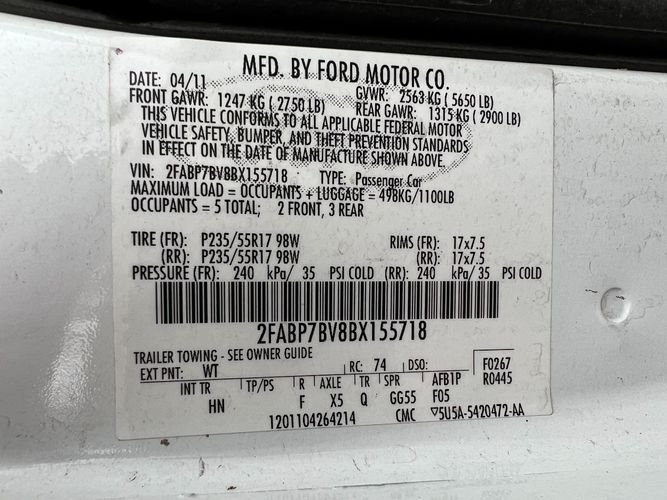 MFD. BY FORD MOTOR CO.
DATE: 04/11 GVWR: 2563 KG ( 5650 LB)
FRONT GAWR: 1247 KG ( 2750 LB) REAR GAWR: 1315 KG ( 2900 LB)
THIS VEHICLE CONFORMS TO ALL APPLICABLE FEDERAL MOTOR
VEHICLE SAFETY, BUMPER, AND THEFT PREVENTION STANDARDS
IN EFFECT ON THE DATE OF MANUFACTURE SHOWN ABOVE.
VIN: 2FABP7BV8BX155718 TYPE: Passenger Car
MAXIMUM LOAD = OCCUPANTS + LUGGAGE = 498KG/1100LB
OCCUPANTS = 5 TOTAL; 2 FRONT, 3 REAR
TIRE (FR): P235/55R17 98W RIMS (FR): 17x7.5
(RR): P235/55R17 98W (RR): 17x7.5
PRESSURE (FR): 240 kPa/ 35 PSI COLD (RR): 240 kPa/ 35 PSI COLD
2FABP7BV8BX155718
TRAILER TOWING - SEE OWNER GUIDE
EXT PNT: WT RC: 74 DSO: F0267
INT TR TP/PS R AXLE TR SPR AFB1P R0445
HN F X5 Q GG55 F05
1201104264214 CMC ▽5U5A-5420472-AA